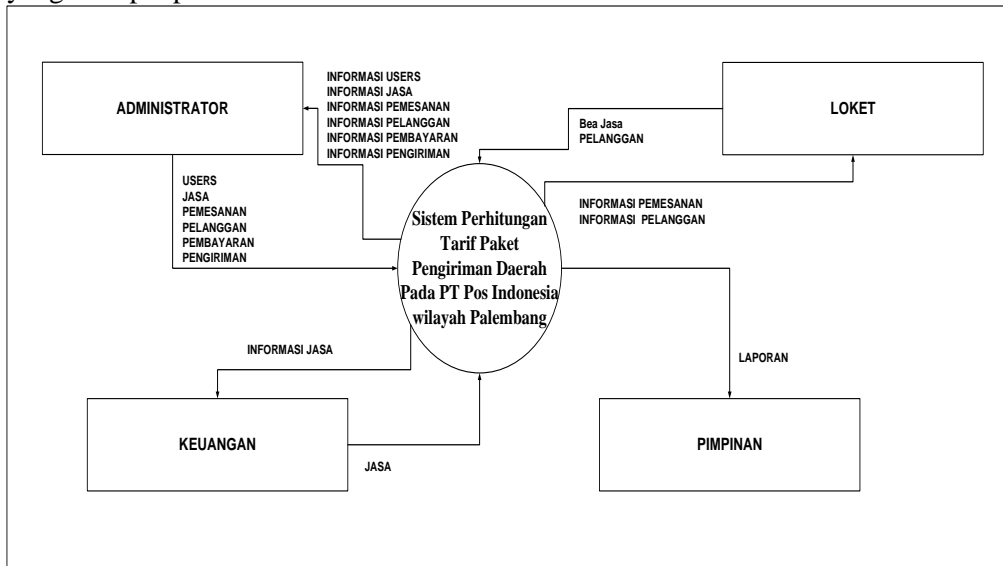 ADMINISTRATOR
INFORMASI USERS
INFORMASI JASA
INFORMASI PEMESANAN
INFORMASI PELANGGAN
INFORMASI PEMBAYARAN
INFORMASI PENGIRIMAN
LOKET
Bea Jasa
PELANGGAN
USERS
JASA
PEMESANAN
PELANGGAN
PEMBAYARAN
PENGIRIMAN
INFORMASI PEMESANAN
INFORMASI PELANGGAN
Sistem Perhitungan
Tarif Paket
Pengiriman Daerah
Pada PT Pos Indonesia
wilayah Palembang
INFORMASI JASA
LAPORAN
KEUANGAN
JASA
PIMPINAN